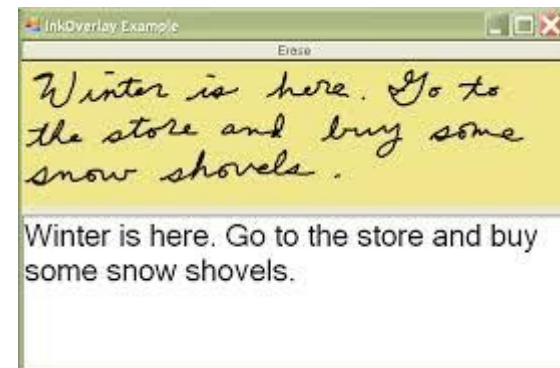 InkOverlay Example
Erase
Winter is here. Go to
the store and buy some
snow shovels.
Winter is here. Go to the store and buy
some snow shovels.